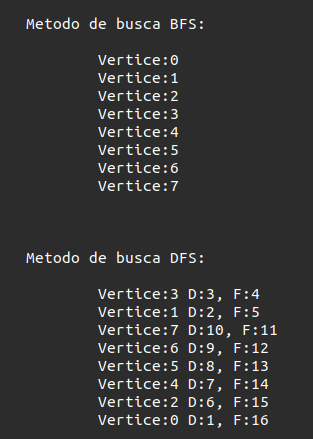 Metodo de busca BFS:
Vertice:0
Vertice:1
Vertice:2
Vertice:3
Vertice:4
Vertice:5
Vertice:6
Vertice:7
Metodo de busca DFS:
Vertice:3 D:3, F:4
Vertice:1 D:2, F:5
Vertice:7 D:10, F:11
Vertice:6 D:9, F:12
Vertice:5 D:8, F:13
Vertice:4 D:7, F:14
Vertice:2 D:6, F:15
Vertice:0 D:1, F:16